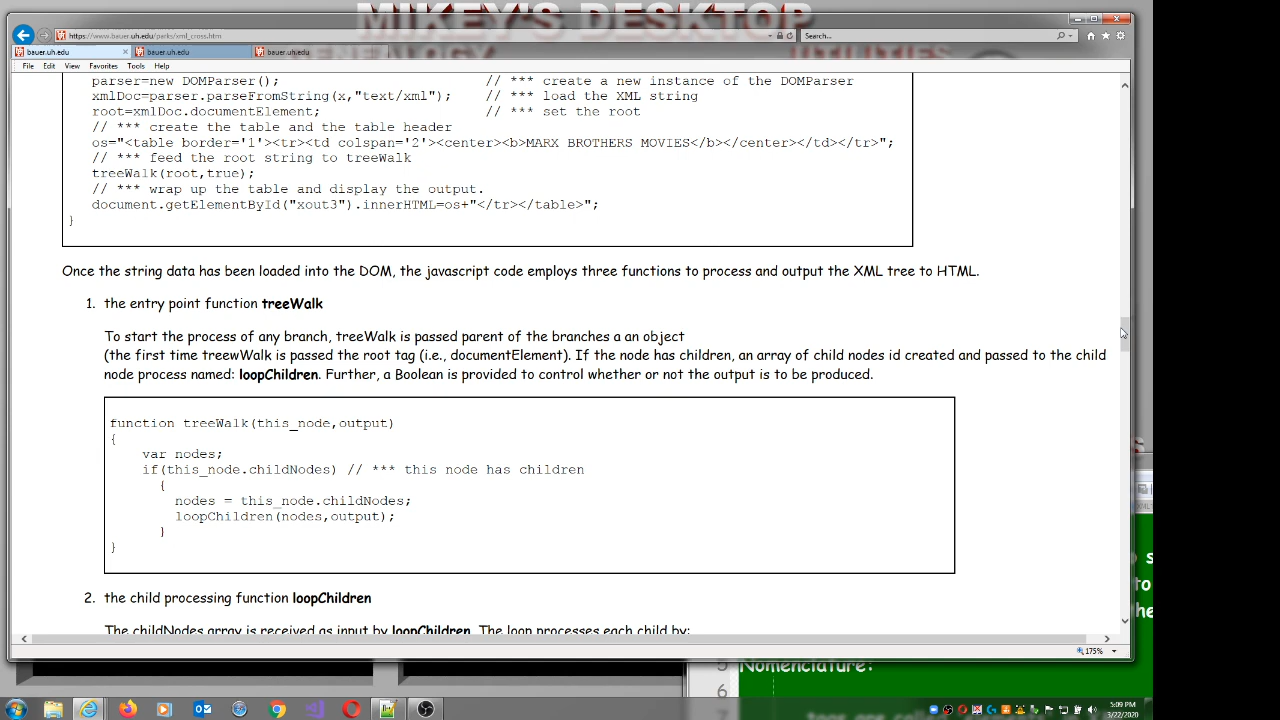 MIKEY'S DESKTOP
https://www.bauer.uh.edu/parks/xml_cross.htm
Search...
bauer.uh.edu
bauer.uh.edu
bauer.uh.edu
File Edit View Favorites Tools Help
parser=new DOMParser(); // *** create a new instance of the DOMParser
xmlDoc=parser.parseFromString(x,"text/xml"); // *** load the XML string
root=xmlDoc.documentElement; // *** set the root
// *** create the table and the table header
os="<table border='1'><tr><td colspan='2'><center><b>MARX BROTHERS MOVIES</b></center></td></tr>";
// *** feed the root string to treeWalk
treeWalk(root,true);
// *** wrap up the table and display the output.
document.getElementById("xout3").innerHTML=os+"</tr></table>";
}
Once the string data has been loaded into the DOM, the javascript code employs three functions to process and output the XML tree to HTML.
1. the entry point function treeWalk
To start the process of any branch, treeWalk is passed parent of the branches a an object
(the first time treewWalk is passed the root tag (i.e., documentElement). If the node has children, an array of child nodes id created and passed to the child
node process named: loopChildren. Further, a Boolean is provided to control whether or not the output is to be produced.
function treeWalk(this_node,output)
{
var nodes;
if(this_node.childNodes) // *** this node has children
{
nodes = this_node.childNodes;
loopChildren(nodes,output);
}
}
2. the child processing function loopChildren
The childNodes array is received as input by loopChildren. The loop processes each child by:
175%
5 Nomenclature:
6
5:09 PM
3/22/2020